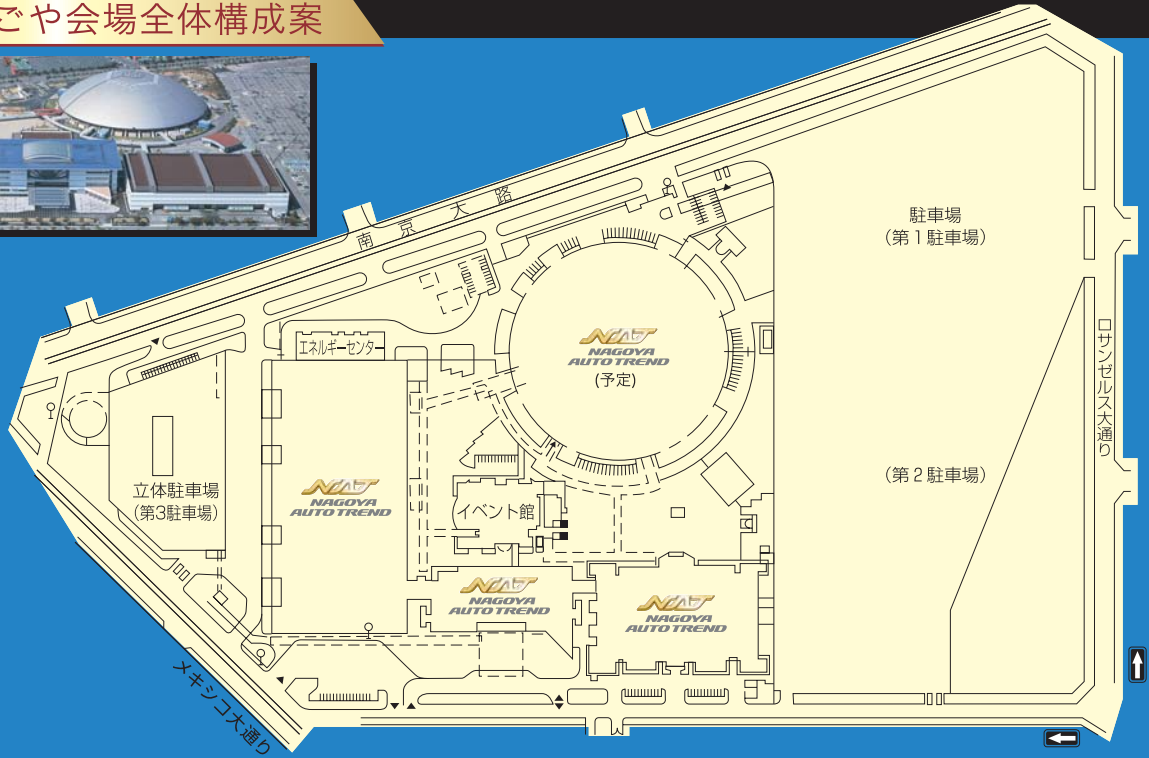 ごや会場全体構成案
南京大路
駐車場
(第1駐車場)
エネルギーセンター
NAT
NAGOYA
AUTO TREND
(予定)
ロサンゼルス大通り
(第2駐車場)
立体駐車場
(第3駐車場)
NAT
NAGOYA
AUTO TREND
イベント館
NAT
NAGOYA
AUTO TREND
NAT
NAGOYA
AUTO TREND
メキシコ大通り